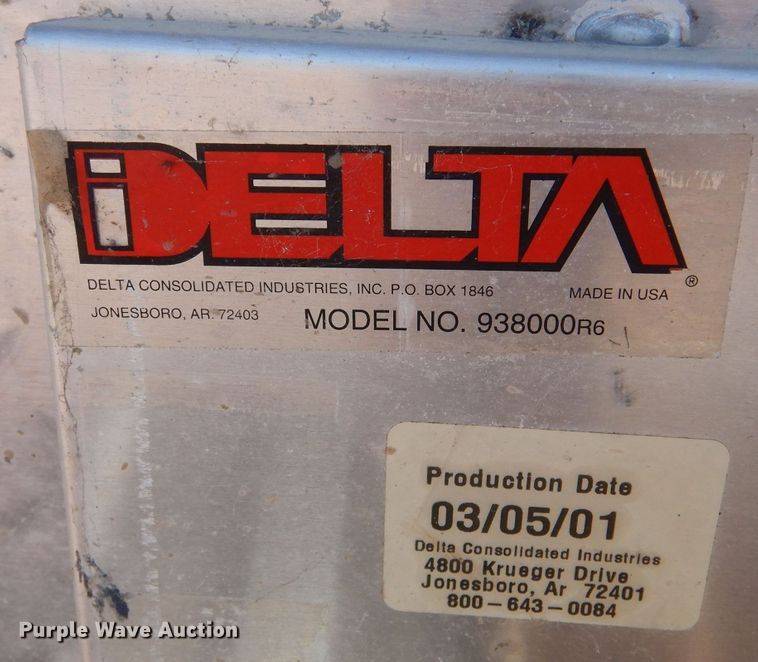 DELTA
®
DELTA CONSOLIDATED INDUSTRIES, INC. P.O. BOX 1846 MADE IN USA
JONESBORO, AR. 72403 MODEL NO. 938000R6
Production Date
03/05/01
Delta Consolidated Industries
4800 Krueger Drive
Jonesboro, Ar 72401
800-643-0084
Purple Wave Auction